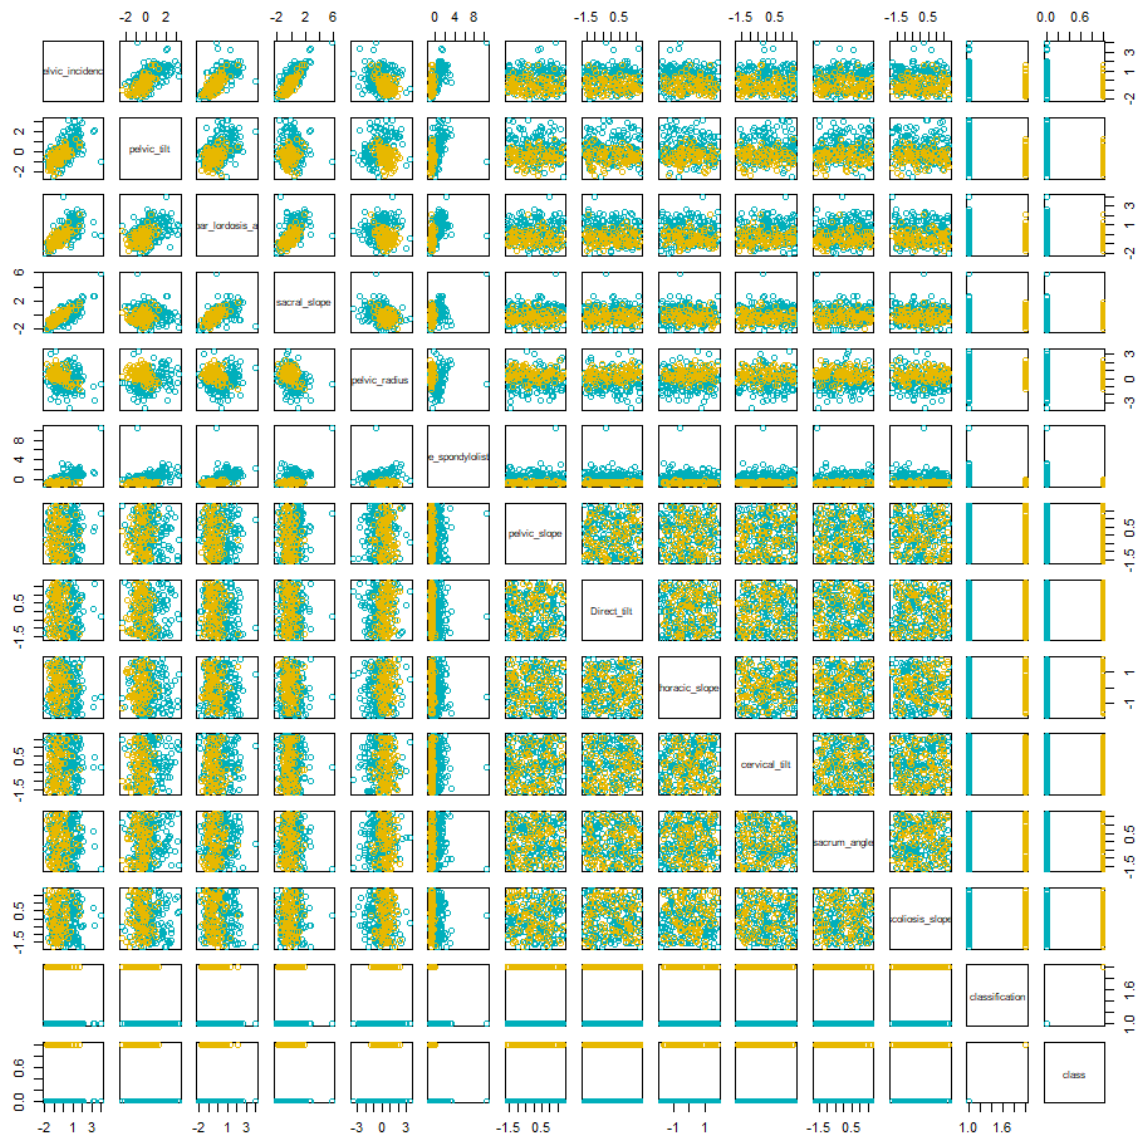 -2 0 2 -2 2 6 0 4 8 -1.5 0.5 -1.5 0.5 -1.5 0.5 0.0 0.6
elvic_incidenc -2 1 3
-2 0 2 pelvic_tilt
bar_lordosis_a -2 1 3
-2 2 6 sacral_slope
pelvic_radius -3 0 3
0 4 8 e_spondylolist
pelvic_slope -1.5 0.5
-1.5 0.5 Direct_tilt
horacic_slope -1 1
-1.5 0.5 cervical_tilt
sacrum_angle -1.5 0.5
-1.5 0.5 coliosis_slope
classification 1.0 1.6
0.0 0.6 class
-2 1 3 -2 1 3 -3 0 3 -1.5 0.5 -1 1 -1.5 0.5 1.0 1.6